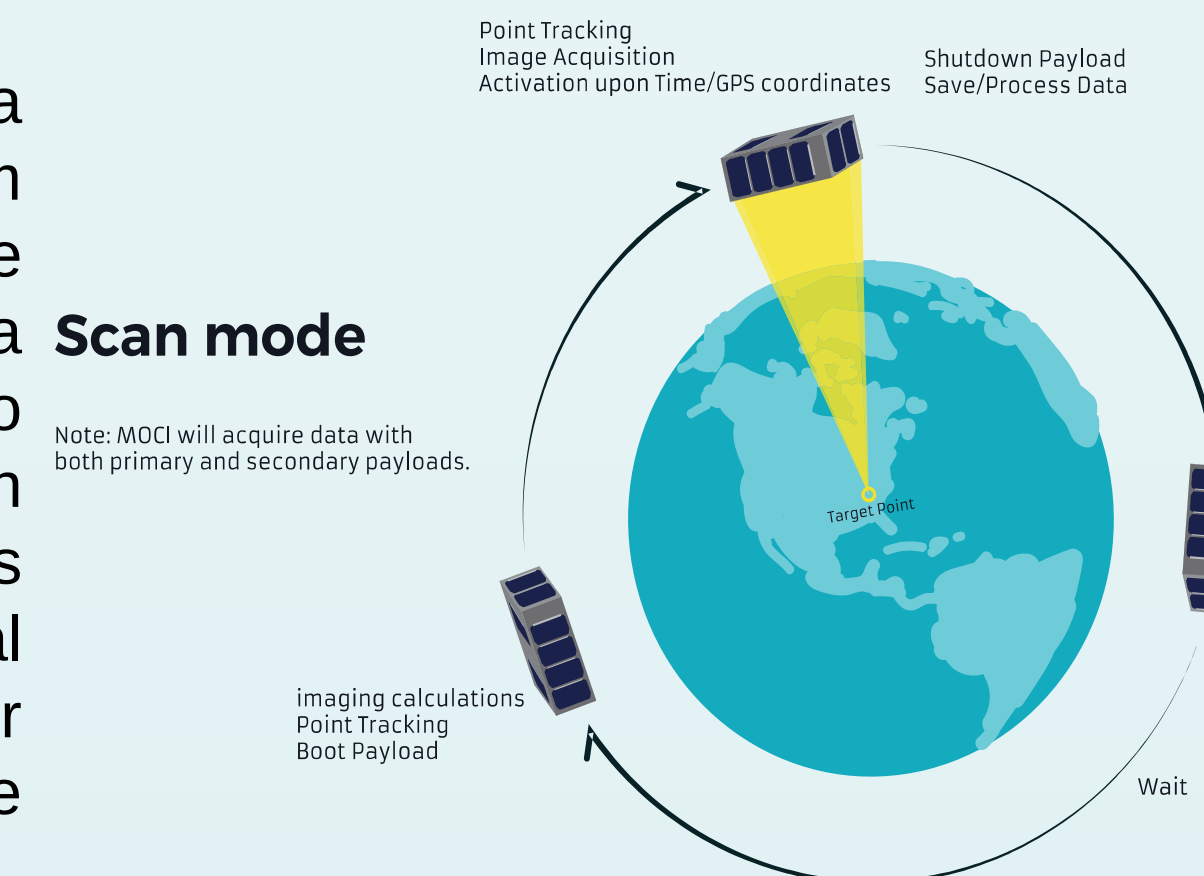 Point Tracking
Image Acquisition
Activation upon Time/GPS coordinates
Shutdown Payload
Save/Process Data
Scan mode
Note: MOCI will acquire data with
both primary and secondary payloads.
Target Point
imaging calculations
Point Tracking
Boot Payload
Wait